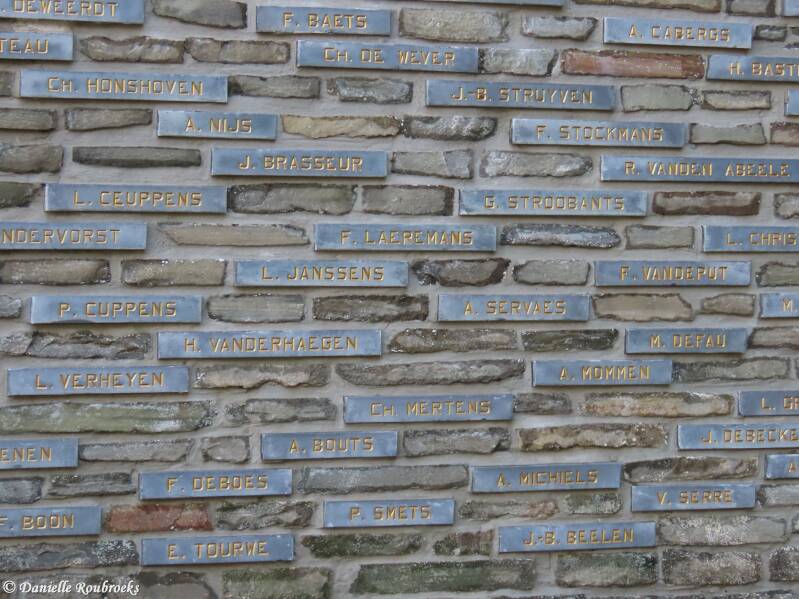 DEWEERDT
F. BAETS
A. CABERGS
CH. DE WEVER
H. BAST
CH. HONSHOVEN
J.-B. STRUYVEN
A. NIJS
F. STOCKMANS
J. BRASSEUR
R. VANDEN ABEELE
L. CEUPPENS
G. STROOBANTS
NDERVORST
F. LAEREMANS
L. CHRIS
L. JANSSENS
F. VANDEPUT
P. CUPPENS
A. SERVAES
M.
H. VANDERHAEGEN
M. DEFAU
L. VERHEYEN
A. MOMMEN
CH. MERTENS
L. G
J. DEBECKE
ENEN
A. BOUTS
F. DEBOES
A. MICHIELS
V. SERRE
F. BOON
P. SMETS
J.-B. BEELEN
E. TOURWE
© Danielle Roubroeks